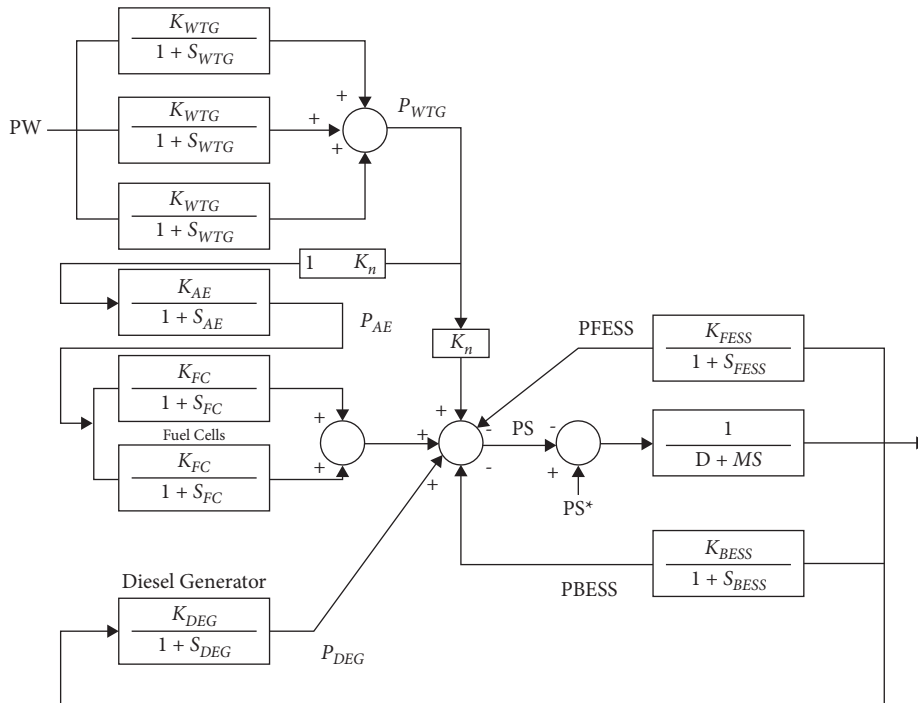 K_WTG
1 + S_WTG
PW
K_WTG
1 + S_WTG
+
+
+
P_WTG
K_WTG
1 + S_WTG
1 K_n
K_AE
1 + S_AE
P_AE
K_n
PFESS
K_FESS
1 + S_FESS
K_FC
1 + S_FC
Fuel Cells
K_FC
1 + S_FC
+
+
+
+
-
-
+
PS
-
+
PS*
1
D + MS
PBESS
K_BESS
1 + S_BESS
Diesel Generator
K_DEG
1 + S_DEG
P_DEG